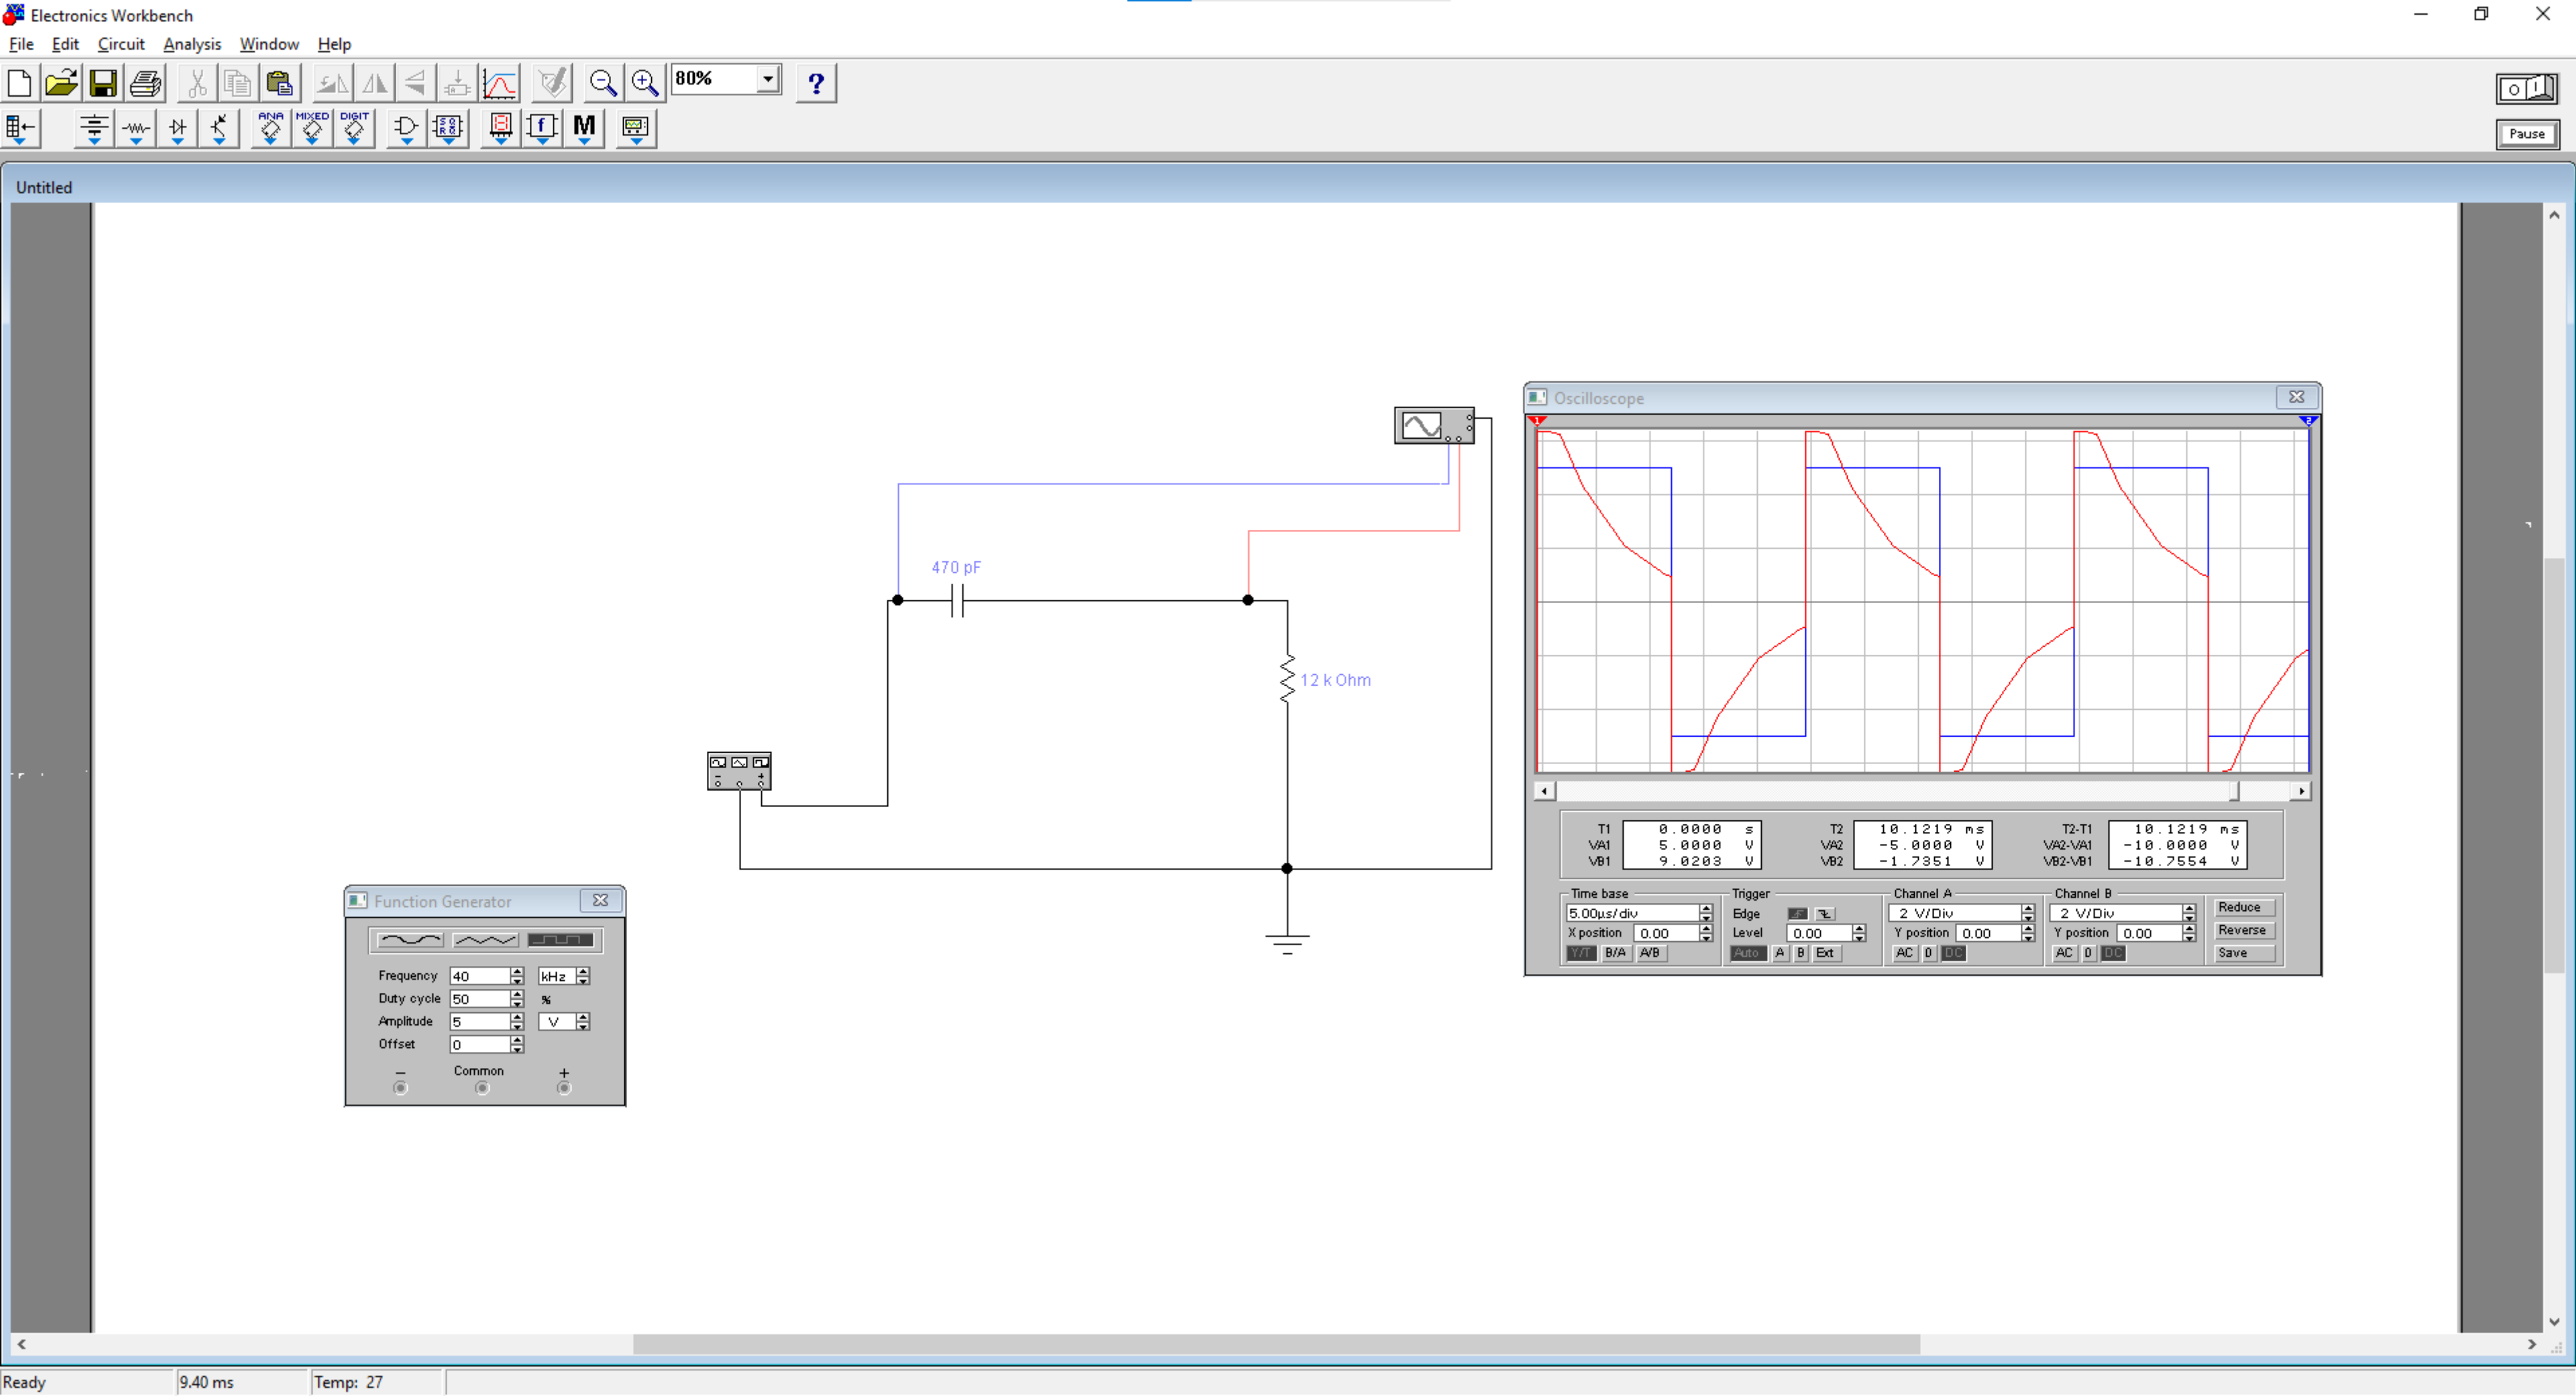 Electronics Workbench
File Edit Circuit Analysis Window Help
80% ?
Pause
ANA MIXED DIGIT
f M
Untitled
Oscilloscope
1 2
470 pF
12 k Ohm
T1 0.0000 s T2 10.1219 ms T2-T1 10.1219 ms
VA1 5.0000 V VA2 -5.0000 V VA2-VA1 -10.0000 V
VB1 9.0203 V VB2 -1.7351 V VB2-VB1 -10.7554 V
Time base Trigger Channel A Channel B
5.00µs/div Edge 2 V/Div 2 V/Div Reduce
X position 0.00 Level 0.00 Y position 0.00 Y position 0.00 Reverse
Y/T B/A A/B Auto A B Ext AC 0 DC AC 0 DC Save
Function Generator
Frequency 40 kHz
Duty cycle 50 %
Amplitude 5 V
Offset 0
− Common +
Ready 9.40 ms Temp: 27